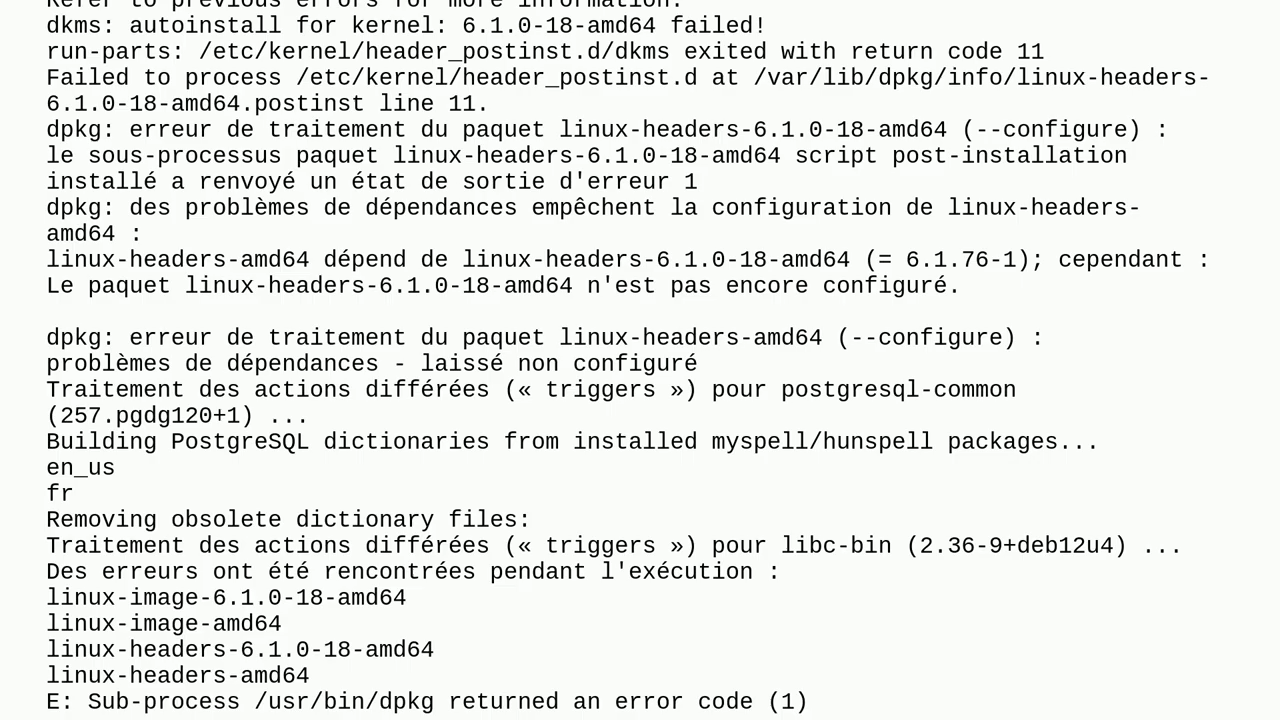 Refer to previous errors for more information.
dkms: autoinstall for kernel: 6.1.0-18-amd64 failed!
run-parts: /etc/kernel/header_postinst.d/dkms exited with return code 11
Failed to process /etc/kernel/header_postinst.d at /var/lib/dpkg/info/linux-headers-
6.1.0-18-amd64.postinst line 11.
dpkg: erreur de traitement du paquet linux-headers-6.1.0-18-amd64 (--configure) :
le sous-processus paquet linux-headers-6.1.0-18-amd64 script post-installation
installé a renvoyé un état de sortie d'erreur 1
dpkg: des problèmes de dépendances empêchent la configuration de linux-headers-
amd64 :
linux-headers-amd64 dépend de linux-headers-6.1.0-18-amd64 (= 6.1.76-1); cependant :
Le paquet linux-headers-6.1.0-18-amd64 n'est pas encore configuré.

dpkg: erreur de traitement du paquet linux-headers-amd64 (--configure) :
problèmes de dépendances - laissé non configuré
Traitement des actions différées (« triggers ») pour postgresql-common
(257.pgdg120+1) ...
Building PostgreSQL dictionaries from installed myspell/hunspell packages...
en_us
fr
Removing obsolete dictionary files:
Traitement des actions différées (« triggers ») pour libc-bin (2.36-9+deb12u4) ...
Des erreurs ont été rencontrées pendant l'exécution :
linux-image-6.1.0-18-amd64
linux-image-amd64
linux-headers-6.1.0-18-amd64
linux-headers-amd64
E: Sub-process /usr/bin/dpkg returned an error code (1)